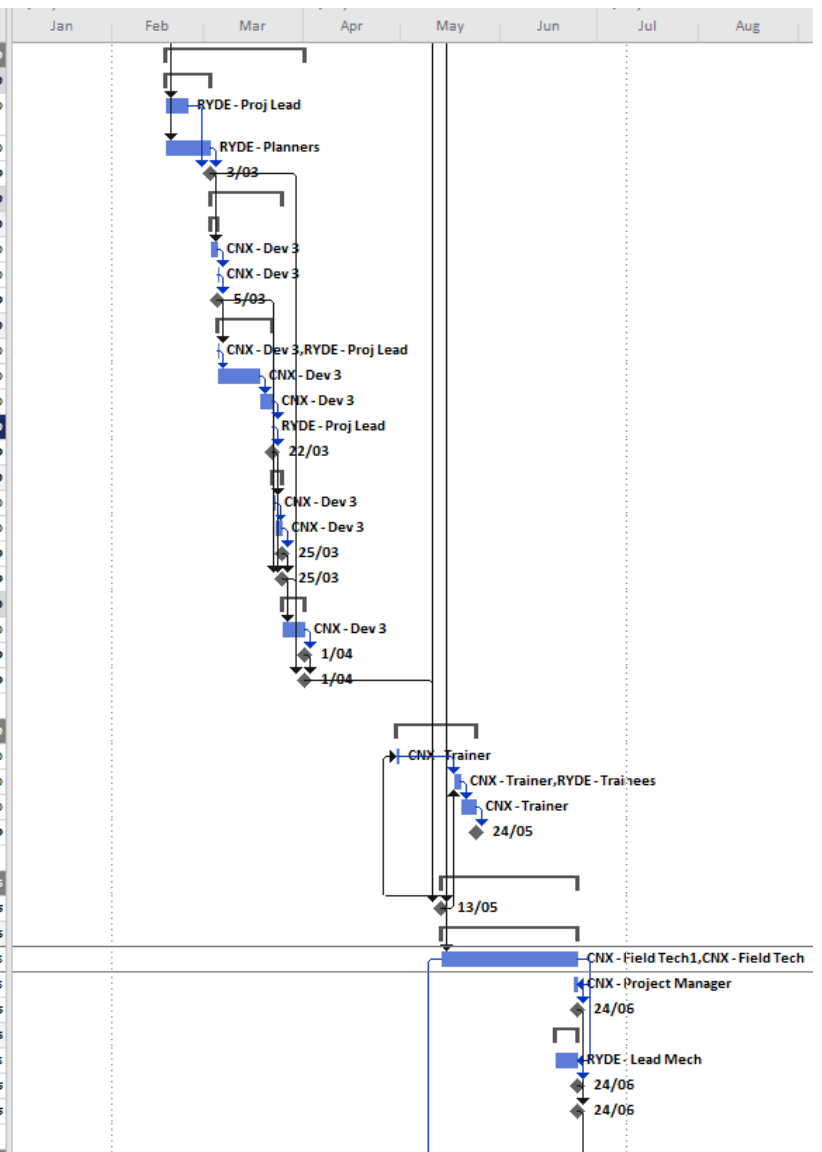 Jan Feb Mar Apr May Jun Jul Aug
RYDE - Proj Lead
RYDE - Planners
3/03
CNX - Dev 3
CNX - Dev 3
5/03
CNX - Dev 3,RYDE - Proj Lead
CNX - Dev 3
CNX - Dev 3
RYDE - Proj Lead
22/03
CNX - Dev 3
CNX - Dev 3
25/03
25/03
CNX - Dev 3
1/04
1/04
CNX - Trainer
CNX - Trainer,RYDE - Trainees
CNX - Trainer
24/05
13/05
CNX - Field Tech1,CNX - Field Tech
CNX - Project Manager
24/06
RYDE - Lead Mech
24/06
24/06